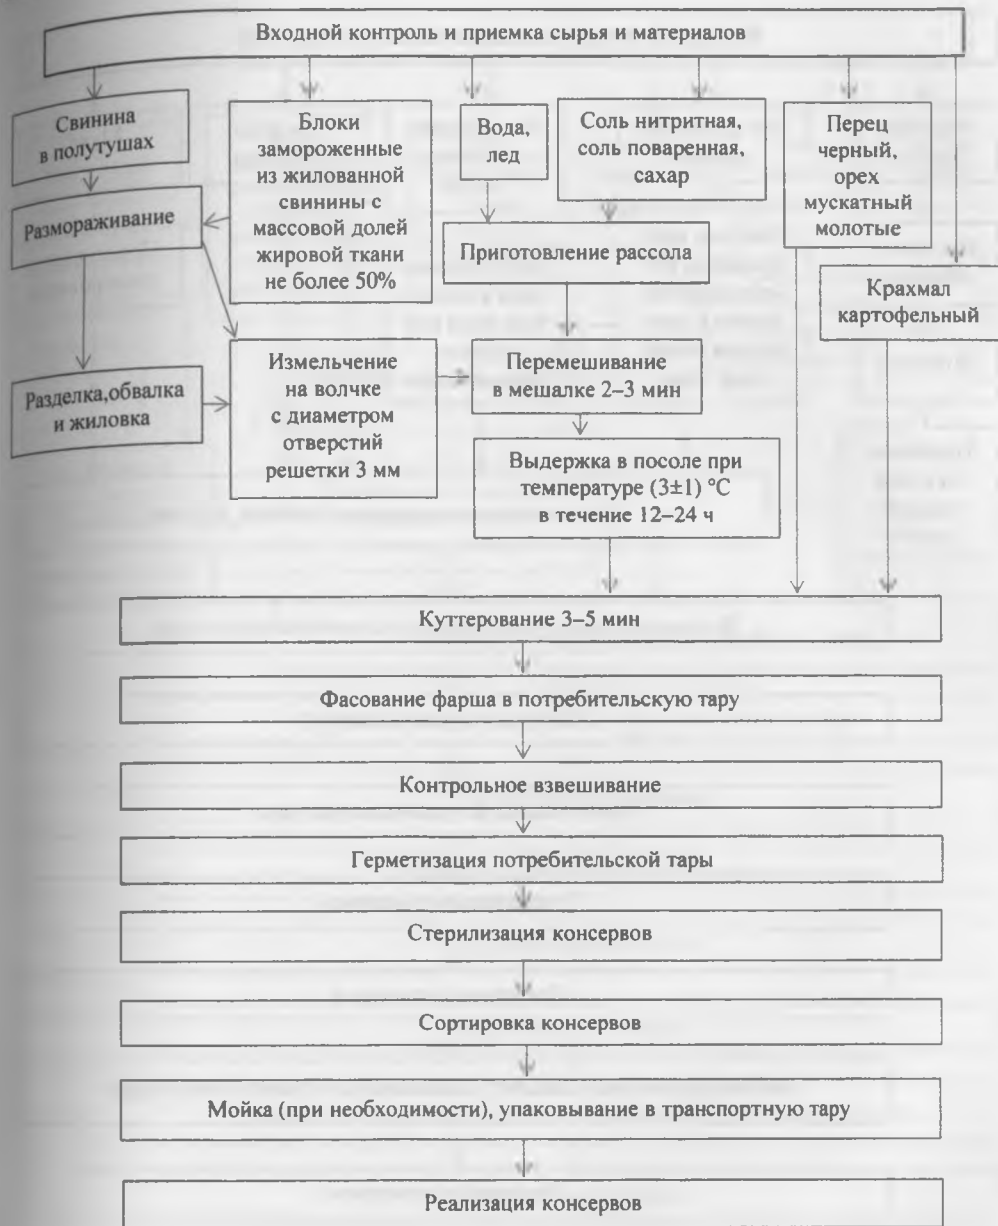 Входной контроль и приемка сырья и материалов
Свинина
в полутушах
Блоки
замороженные
из жилованной
свинины с
массовой долей
жировой ткани
не более 50%
Вода,
лед
Соль нитритная,
соль поваренная,
сахар
Перец
черный,
орех
мускатный
молотые
Размораживание
Приготовление рассола
Крахмал
картофельный
Разделка,обвалка
и жиловка
Измельчение
на волчке
с диаметром
отверстий
решетки 3 мм
Перемешивание
в мешалке 2–3 мин
Выдержка в посоле при
температуре (3±1) °С
в течение 12–24 ч
Куттерование 3–5 мин
Фасование фарша в потребительскую тару
Контрольное взвешивание
Герметизация потребительской тары
Стерилизация консервов
Сортировка консервов
Мойка (при необходимости), упаковывание в транспортную тару
Реализация консервов